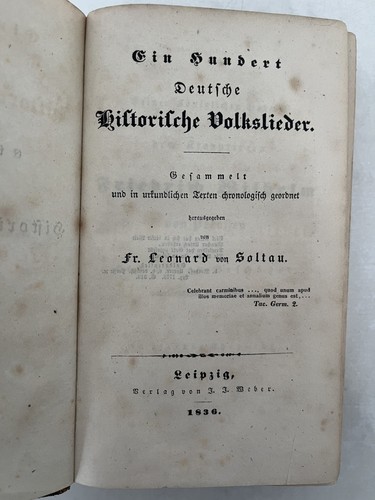 Ein Hundert
Deutsche
Historische Volkslieder.
Gesammelt
und in urkundlichen Texten chronologisch geordnet
herausgegeben
von
Fr. Leonard von Soltau.
Celebrant carminibus ...., quod unum apud
illos memoriae et annalium genus est,...
Tac. Germ. 2.
Leipzig,
Verlag von J. J. Weber.
1836.